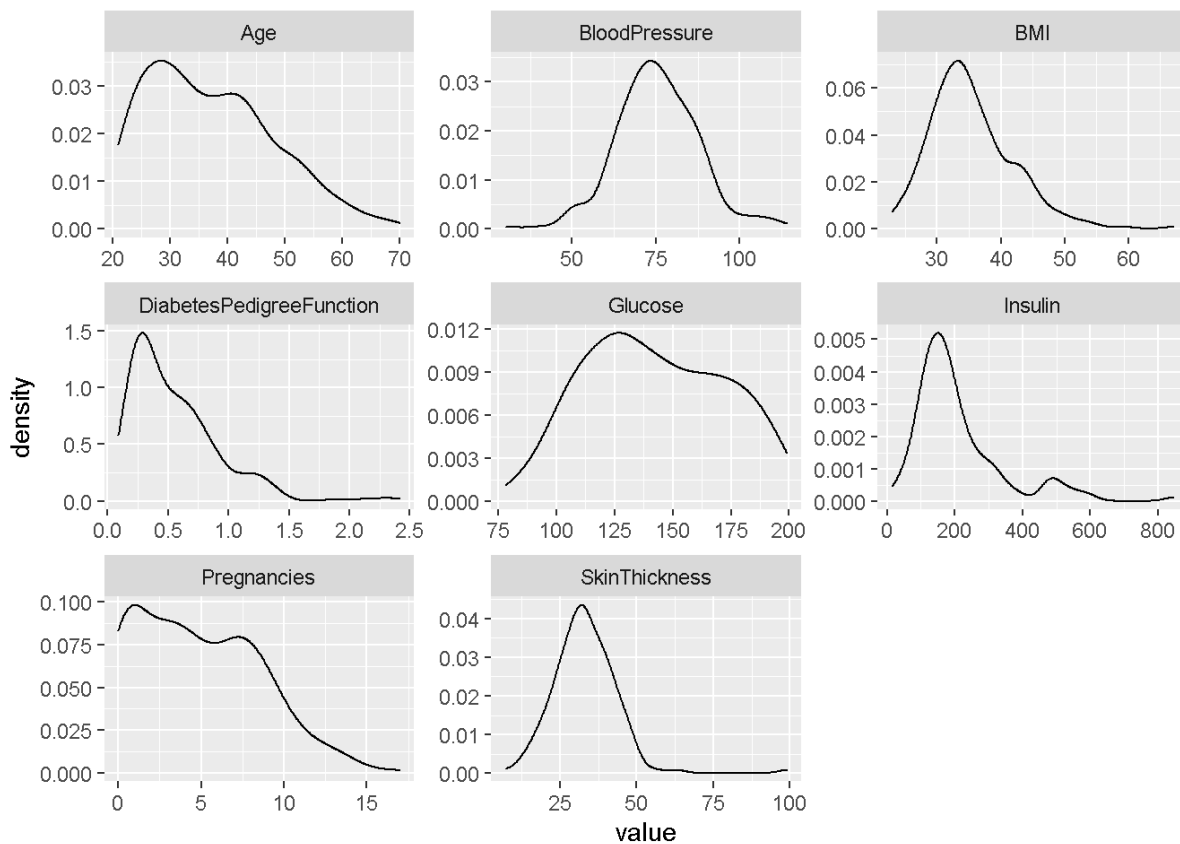 Age
BloodPressure
BMI
0.03
0.02
0.01
0.00
20 30 40 50 60 70
0.03
0.02
0.01
0.00
50 75 100
0.06
0.04
0.02
0.00
30 40 50 60
DiabetesPedigreeFunction
Glucose
Insulin
1.5
1.0
0.5
0.0
0.0 0.5 1.0 1.5 2.0 2.5
0.012
0.009
0.006
0.003
0.000
75 100 125 150 175 200
0.005
0.004
0.003
0.002
0.001
0.000
0 200 400 600 800
Pregnancies
SkinThickness
0.100
0.075
0.050
0.025
0.000
0 5 10 15
0.04
0.03
0.02
0.01
0.00
25 50 75 100
density
value